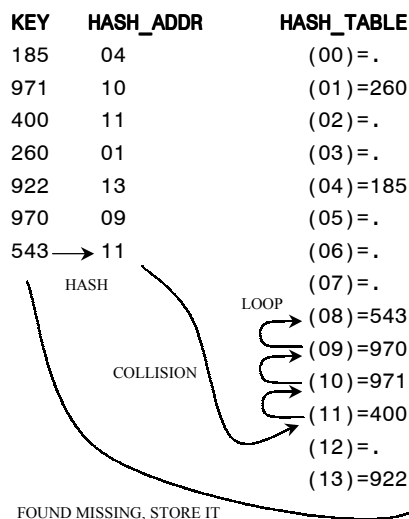 KEY HASH_ADDR HASH_TABLE
185 04 (00)=.
971 10 (01)=260
400 11 (02)=.
260 01 (03)=.
922 13 (04)=185
970 09 (05)=.
543 11 (06)=.
(07)=.
HASH
LOOP
(08)=543
(09)=970
COLLISION
(10)=971
(11)=400
(12)=.
(13)=922
FOUND MISSING, STORE IT